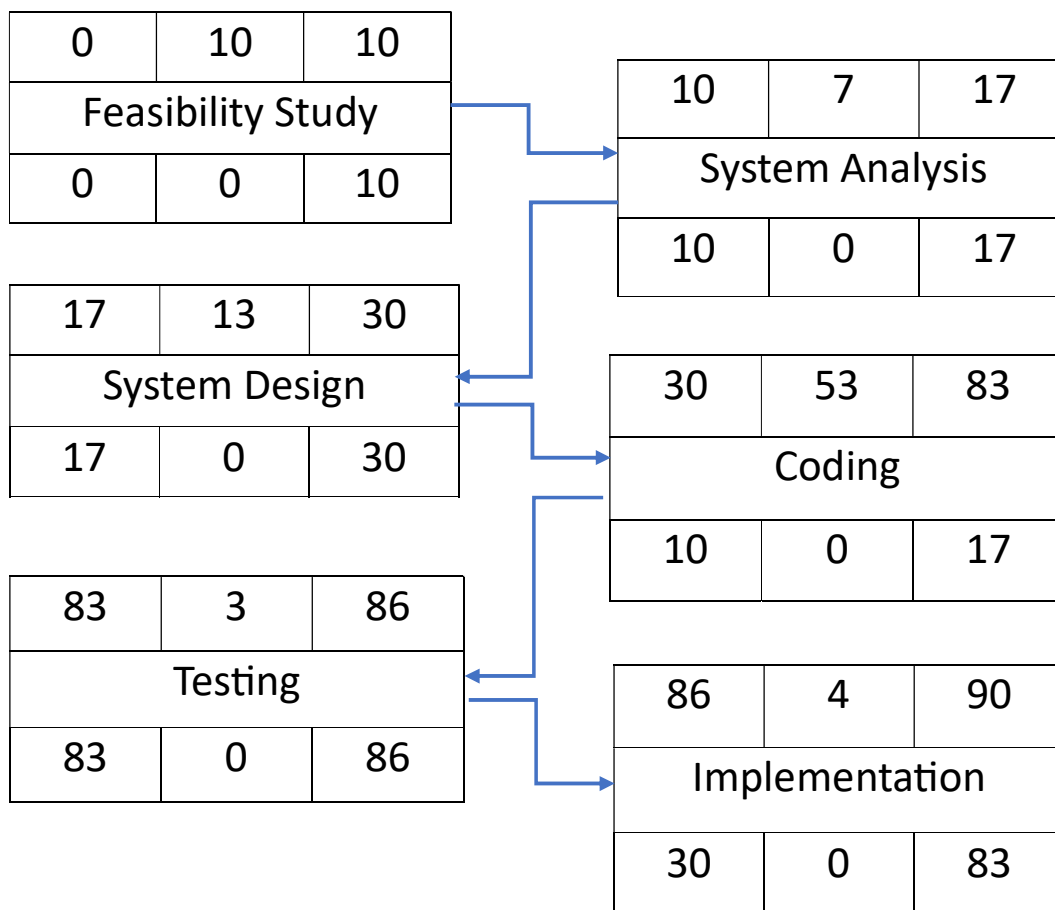 0 10 10
Feasibility Study
0 0 10
10 7 17
System Analysis
10 0 17
17 13 30
System Design
17 0 30
30 53 83
Coding
10 0 17
83 3 86
Testing
83 0 86
86 4 90
Implementation
30 0 83